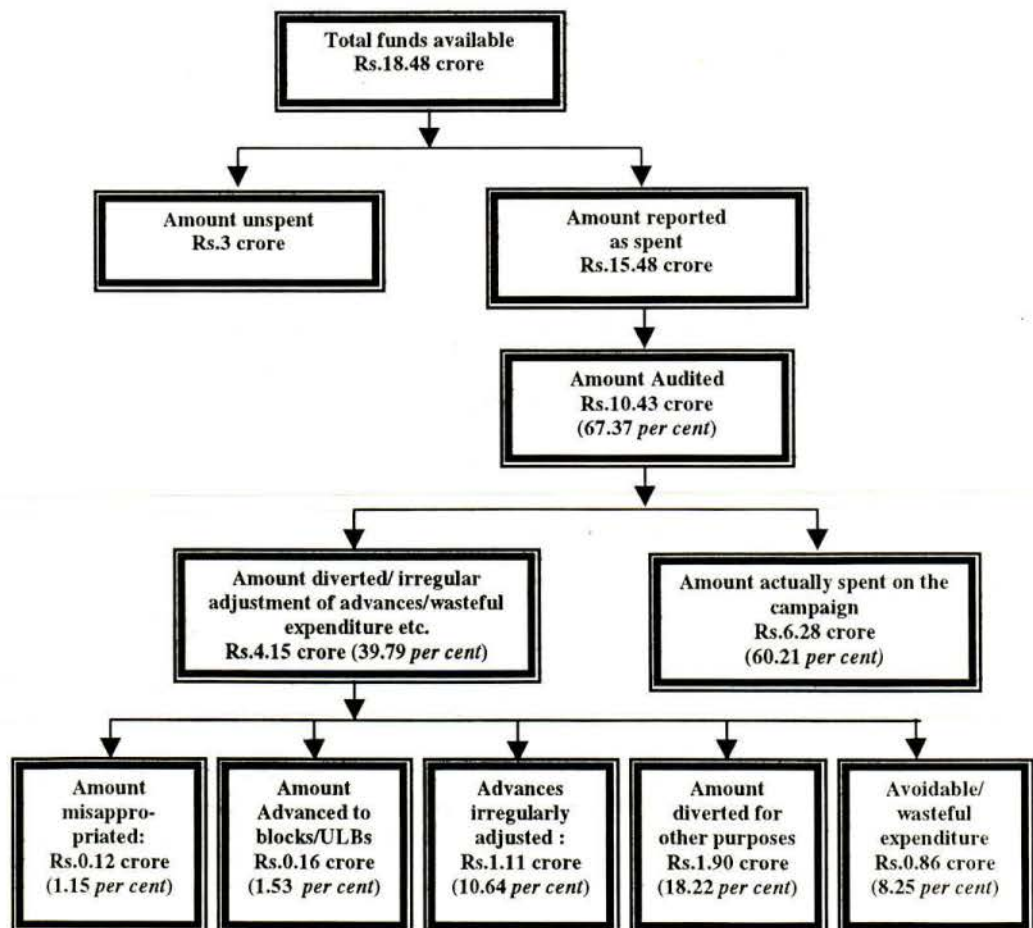 Total funds available
Rs.18.48 crore
Amount unspent
Rs.3 crore
Amount reported
as spent
Rs.15.48 crore
Amount Audited
Rs.10.43 crore
(67.37 per cent)
Amount diverted/ irregular
adjustment of advances/wasteful
expenditure etc.
Rs.4.15 crore (39.79 per cent)
Amount actually spent on the
campaign
Rs.6.28 crore
(60.21 per cent)
Amount
misappro-
priated:
Rs.0.12 crore
(1.15 per cent)
Amount
Advanced to
blocks/ULBs
Rs.0.16 crore
(1.53 per cent)
Advances
irregularly
adjusted :
Rs.1.11 crore
(10.64 per cent)
Amount
diverted for
other purposes
Rs.1.90 crore
(18.22 per cent)
Avoidable/
wasteful
expenditure
Rs.0.86 crore
(8.25 per cent)